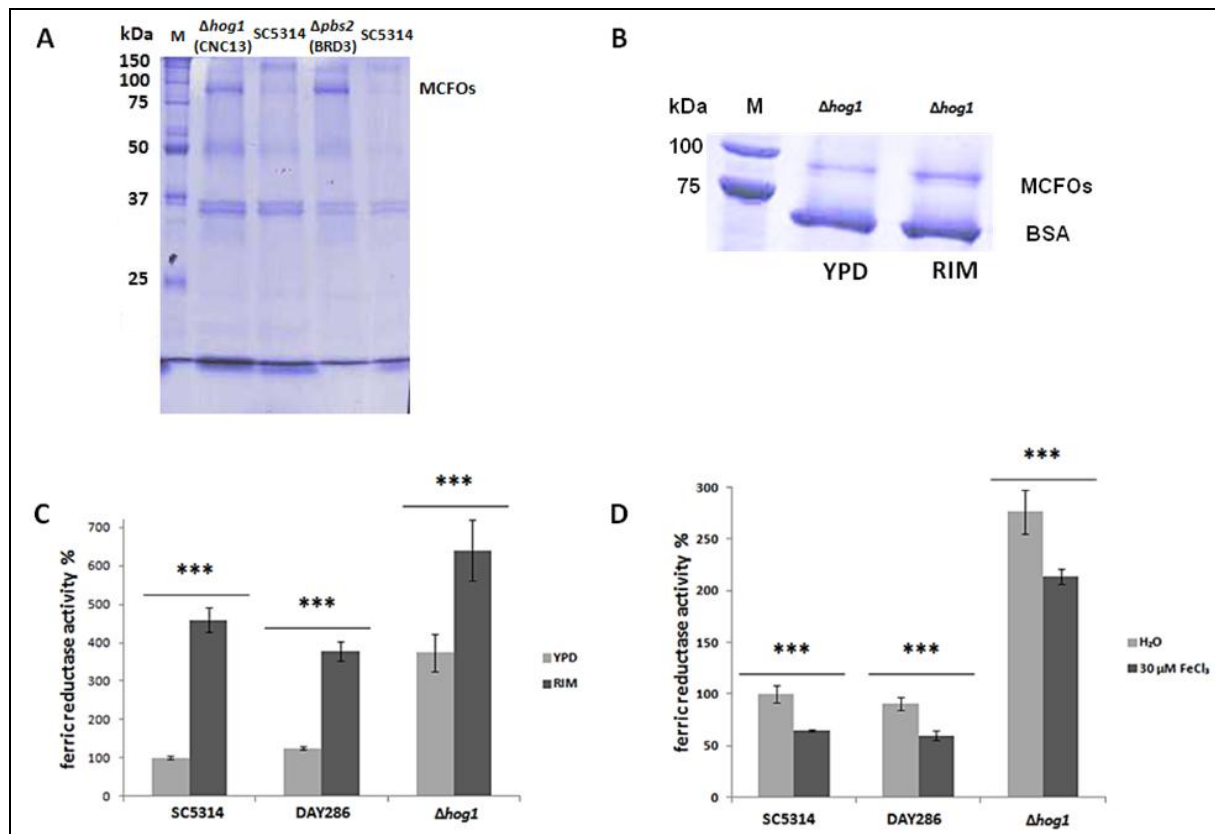 A
kDa M Δhog1 (CNC13) SC5314 Δpbs2 (BRD3) SC5314
150
100
75
50
37
25
MCFOs
B
kDa M Δhog1 Δhog1
100
75
MCFOs
BSA
YPD RIM
C
ferric reductase activity %
700
600
500
400
300
200
100
0
*** *** ***
SC5314 DAY286 Δhog1
YPD
RIM
D
ferric reductase activity %
300
250
200
150
100
50
0
*** *** ***
SC5314 DAY286 Δhog1
H₂O
30 µM FeCl₃